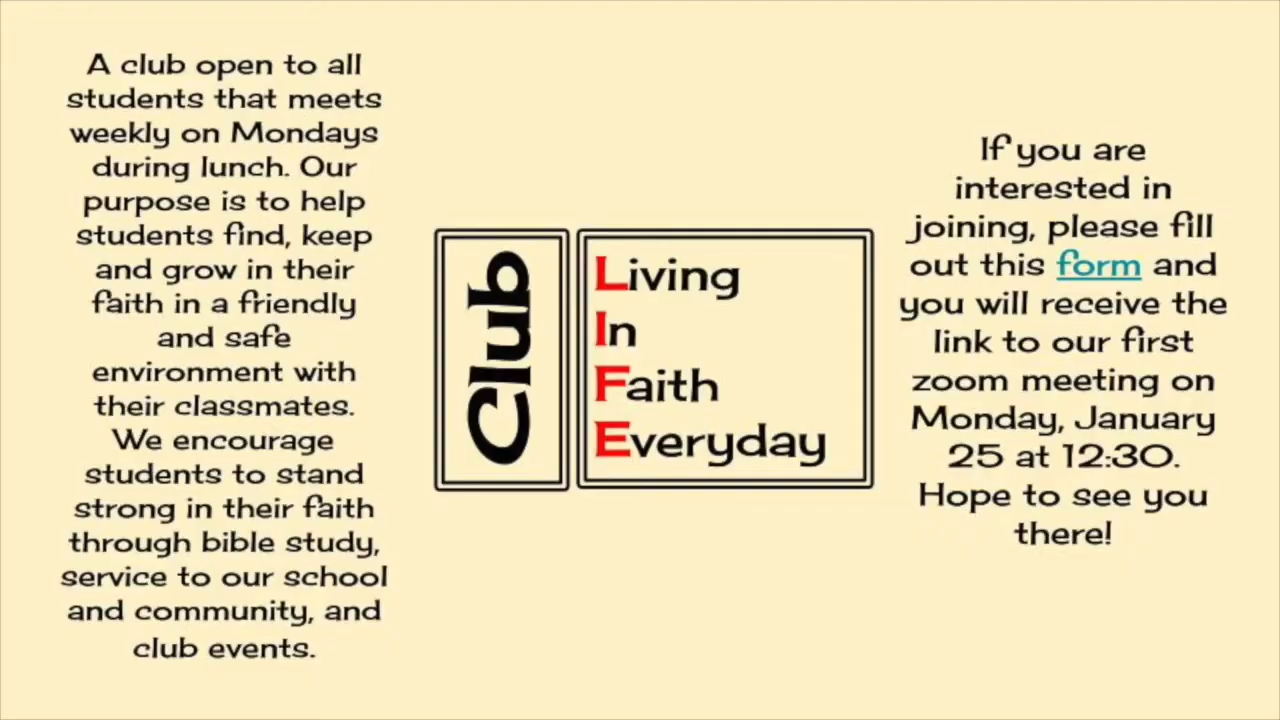 A club open to all
students that meets
weekly on Mondays
during lunch. Our
purpose is to help
students find, keep
and grow in their
faith in a friendly
and safe
environment with
their classmates.
We encourage
students to stand
strong in their faith
through bible study,
service to our school
and community, and
club events.
Club
Living
In
Faith
Everyday
If you are
interested in
joining, please fill
out this form and
you will receive the
link to our first
zoom meeting on
Monday, January
25 at 12:30.
Hope to see you
there!